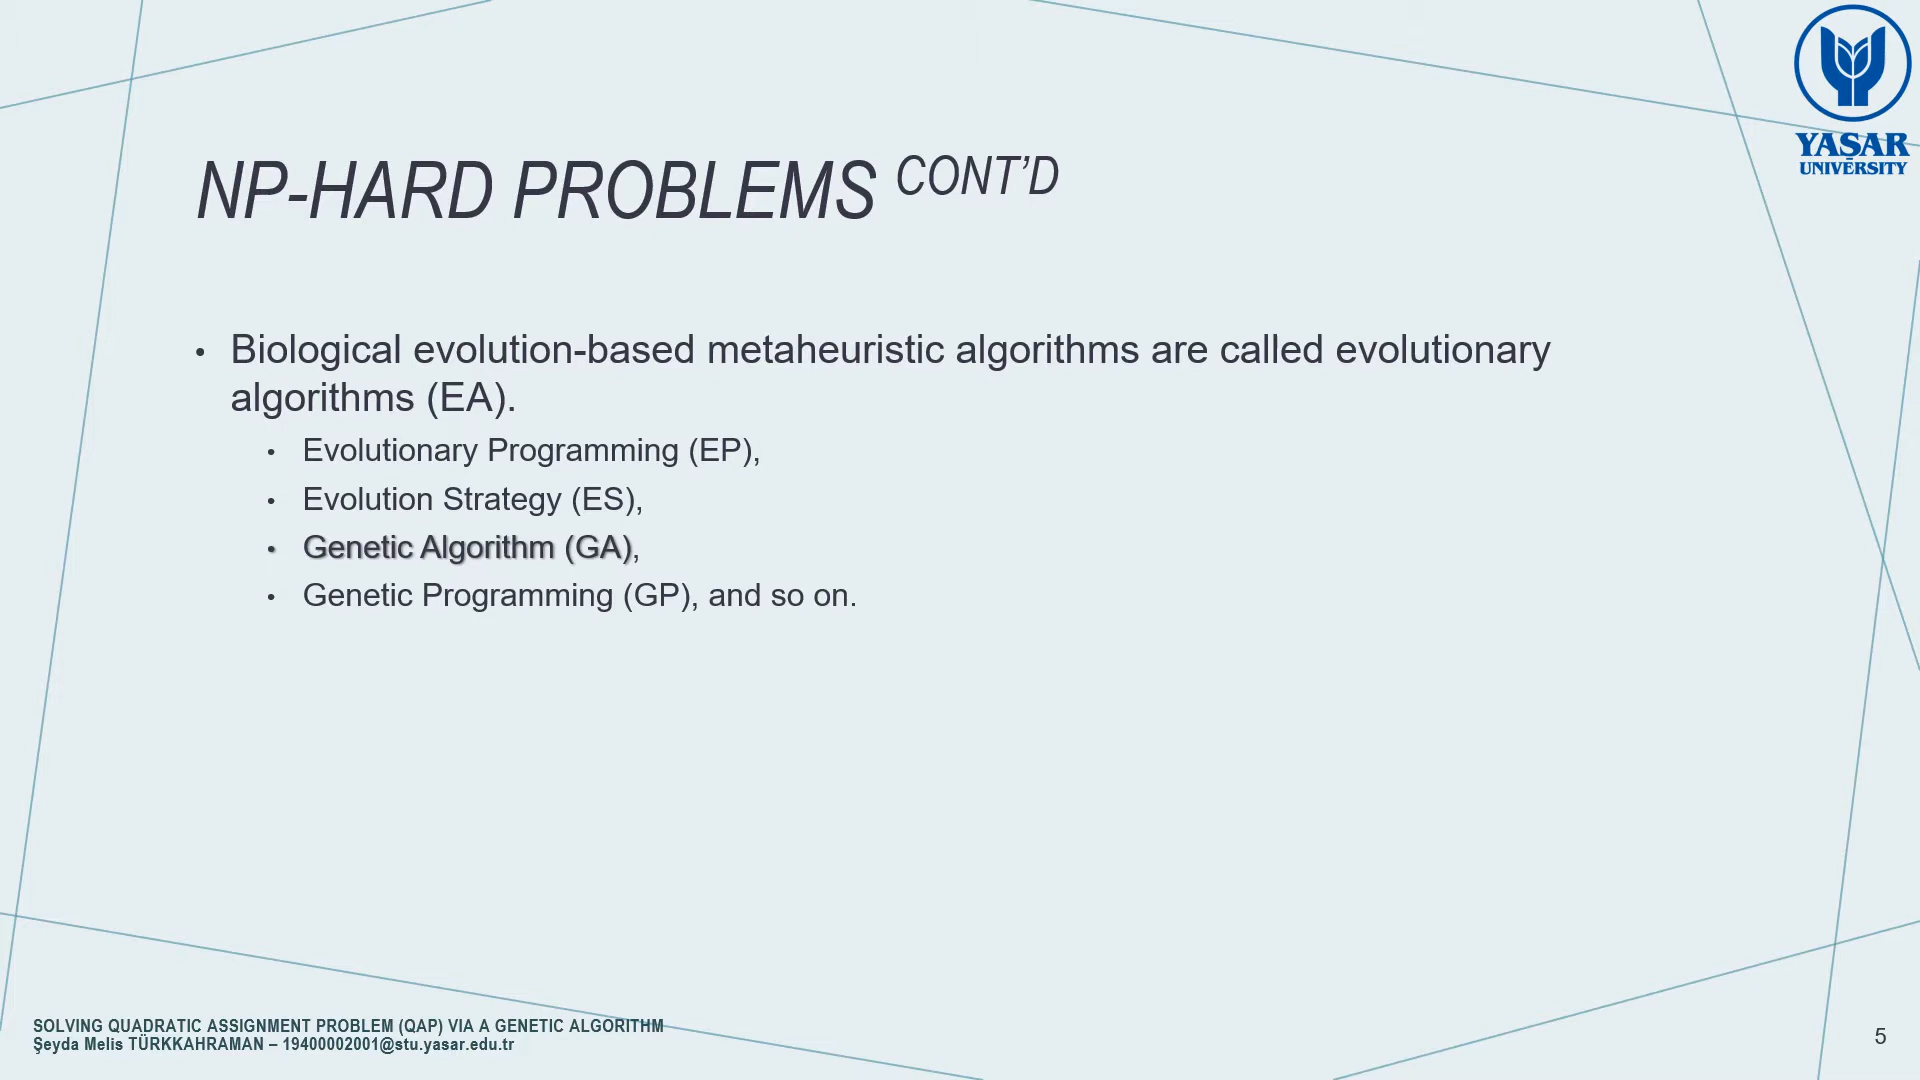 YAŞAR
UNIVERSITY
NP-HARD PROBLEMS CONT’D
• Biological evolution-based metaheuristic algorithms are called evolutionary
algorithms (EA).
• Evolutionary Programming (EP),
• Evolution Strategy (ES),
• Genetic Algorithm (GA),
• Genetic Programming (GP), and so on.
SOLVING QUADRATIC ASSIGNMENT PROBLEM (QAP) VIA A GENETIC ALGORITHM
Şeyda Melis TÜRKKAHRAMAN – 19400002001@stu.yasar.edu.tr
5